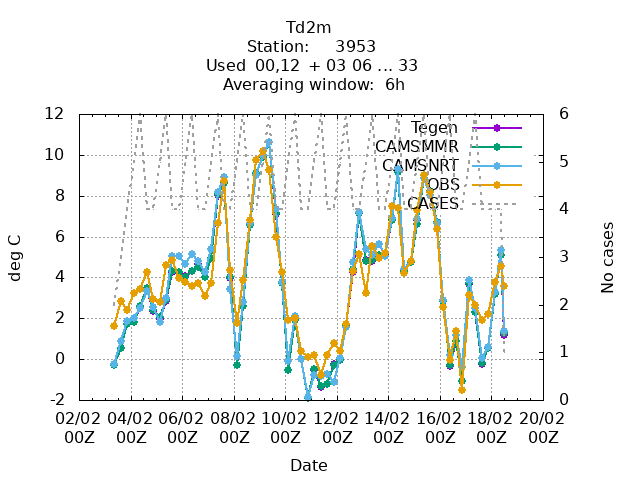 Td2m
Station: 3953
Used 00,12 + 03 06 ... 33
Averaging window: 6h
Tegen
CAMSMMR
CAMSNRT
OBS
CASES
12
10
8
6
4
2
0
-2
6
5
4
3
2
1
0
deg C
No cases
02/02 04/02 06/02 08/02 10/02 12/02 14/02 16/02 18/02 20/02
00Z 00Z 00Z 00Z 00Z 00Z 00Z 00Z 00Z 00Z
Date